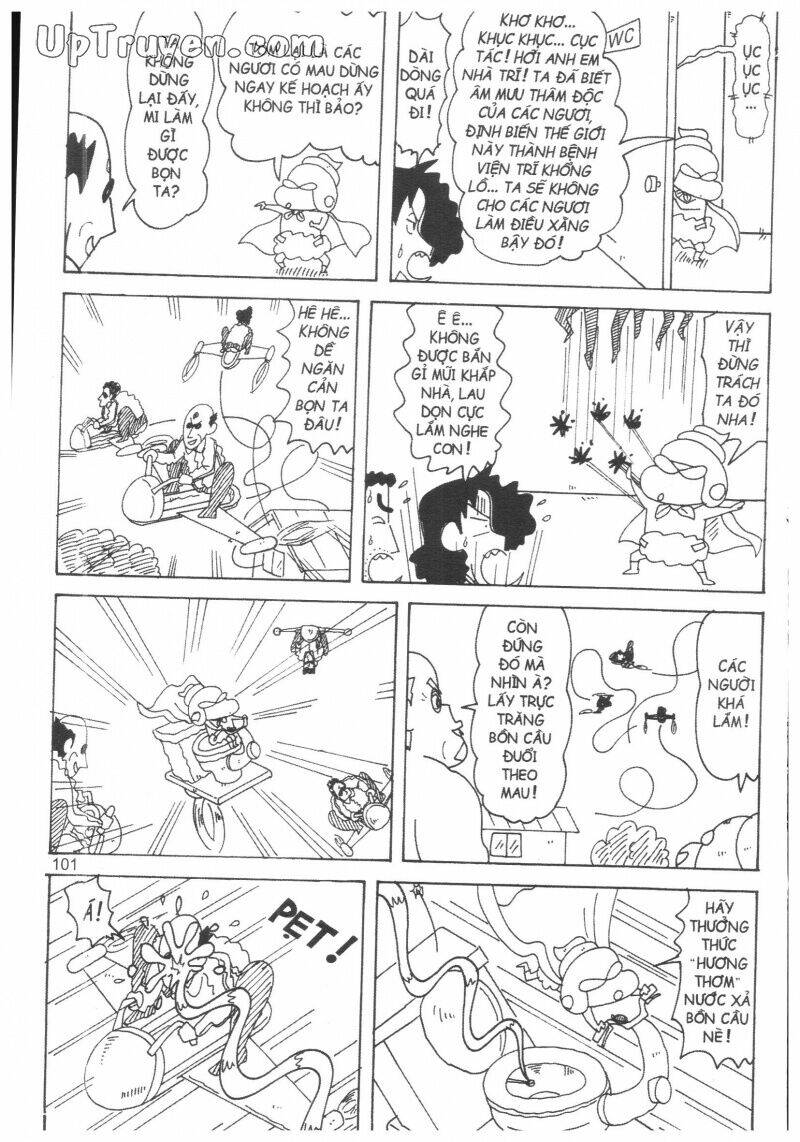 UpTruyen.com
ỤC
ỤC
ỤC
...
WC
KHƠ KHƠ...
KHỤC KHỤC... CỤC
TÁC! HỠI ANH EM
NHÀ TRĨ! TA ĐÃ BIẾT
ÂM MƯU THÂM ĐỘC
CỦA CÁC NGƯƠI,
ĐỊNH BIẾN THẾ GIỚI
NÀY THÀNH BỆNH
VIỆN TRĨ KHỔNG
LỒ... TA SẼ KHÔNG
CHO CÁC NGƯƠI
LÀM ĐIỀU XẰNG
BẬY ĐÓ!
DÀI
DÒNG
QUÁ
ĐI!
LẠI LÀ CÁC
NGƯƠI CÓ MAU DỪNG
NGAY KẾ HOẠCH ẤY
KHÔNG THÌ BẢO?
KHÔNG
DỪNG
LẠI ĐẤY,
MI LÀM
GÌ
ĐƯỢC
BỌN
TA?
VẬY
THÌ
ĐỪNG
TRÁCH
TA ĐÓ
NHA!
Ê Ê...
KHÔNG
ĐƯỢC BẮN
GỈ MŨI KHẮP
NHÀ, LAU
DỌN CỰC
LẮM NGHE
CON!
HÊ HÊ...
KHÔNG
DỄ
NGĂN
CẢN
BỌN TA
ĐÂU!
CÁC
NGƯỜI
KHÁ
LẮM!
CÒN
ĐỨNG
ĐÓ MÀ
NHÌN À?
LẤY TRỰC
TRĂNG
BỒN CẦU
ĐUỔI
THEO
MAU!
101
HÃY
THƯỞNG
THỨC
"HƯƠNG
THƠM"
NƯỚC XẢ
BỒN CẦU
NÈ!
PẸT!
Á!